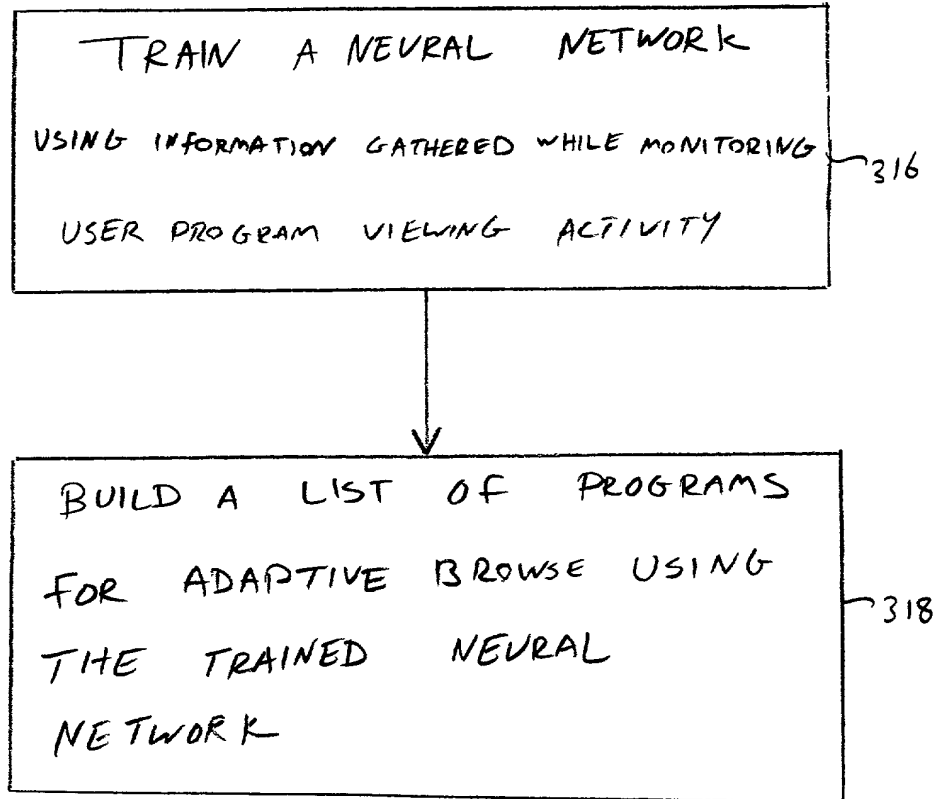 TRAIN A NEURAL NETWORK
USING INFORMATION GATHERED WHILE MONITORING
316
USER PROGRAM VIEWING ACTIVITY
BUILD A LIST OF PROGRAMS
FOR ADAPTIVE BROWSE USING
318
THE TRAINED NEURAL
NETWORK